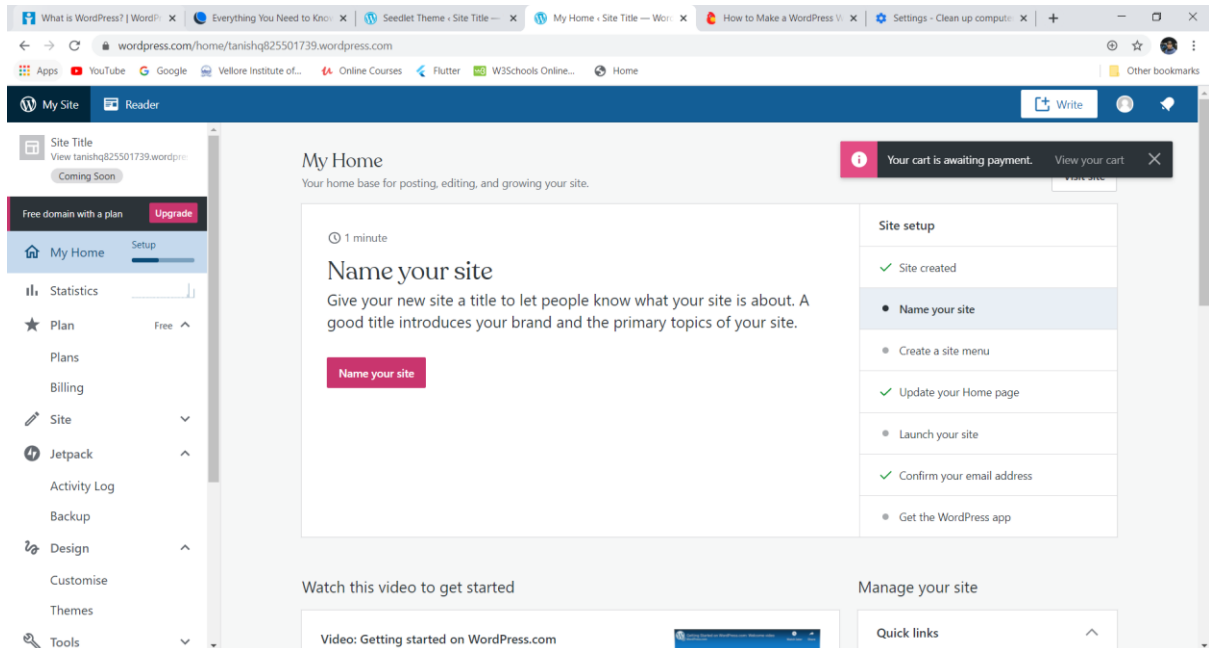 What is WordPress? | WordPr
Everything You Need to Know
Seedlet Theme ‹ Site Title —
My Home ‹ Site Title — Word
How to Make a WordPress W
Settings - Clean up computer
wordpress.com/home/tanishq825501739.wordpress.com
Apps YouTube Google Vellore Institute of... Online Courses Flutter W3Schools Online... Home Other bookmarks
My Site Reader Write
Site Title
View tanishq825501739.wordpre
Coming Soon
Free domain with a plan Upgrade
My Home Setup
Statistics
Plan Free
Plans
Billing
Site
Jetpack
Activity Log
Backup
Design
Customise
Themes
Tools
My Home
Your home base for posting, editing, and growing your site.
Your cart is awaiting payment. View your cart
Visit site
1 minute
Name your site
Give your new site a title to let people know what your site is about. A
good title introduces your brand and the primary topics of your site.
Name your site
Site setup
Site created
Name your site
Create a site menu
Update your Home page
Launch your site
Confirm your email address
Get the WordPress app
Watch this video to get started
Video: Getting started on WordPress.com
Manage your site
Quick links